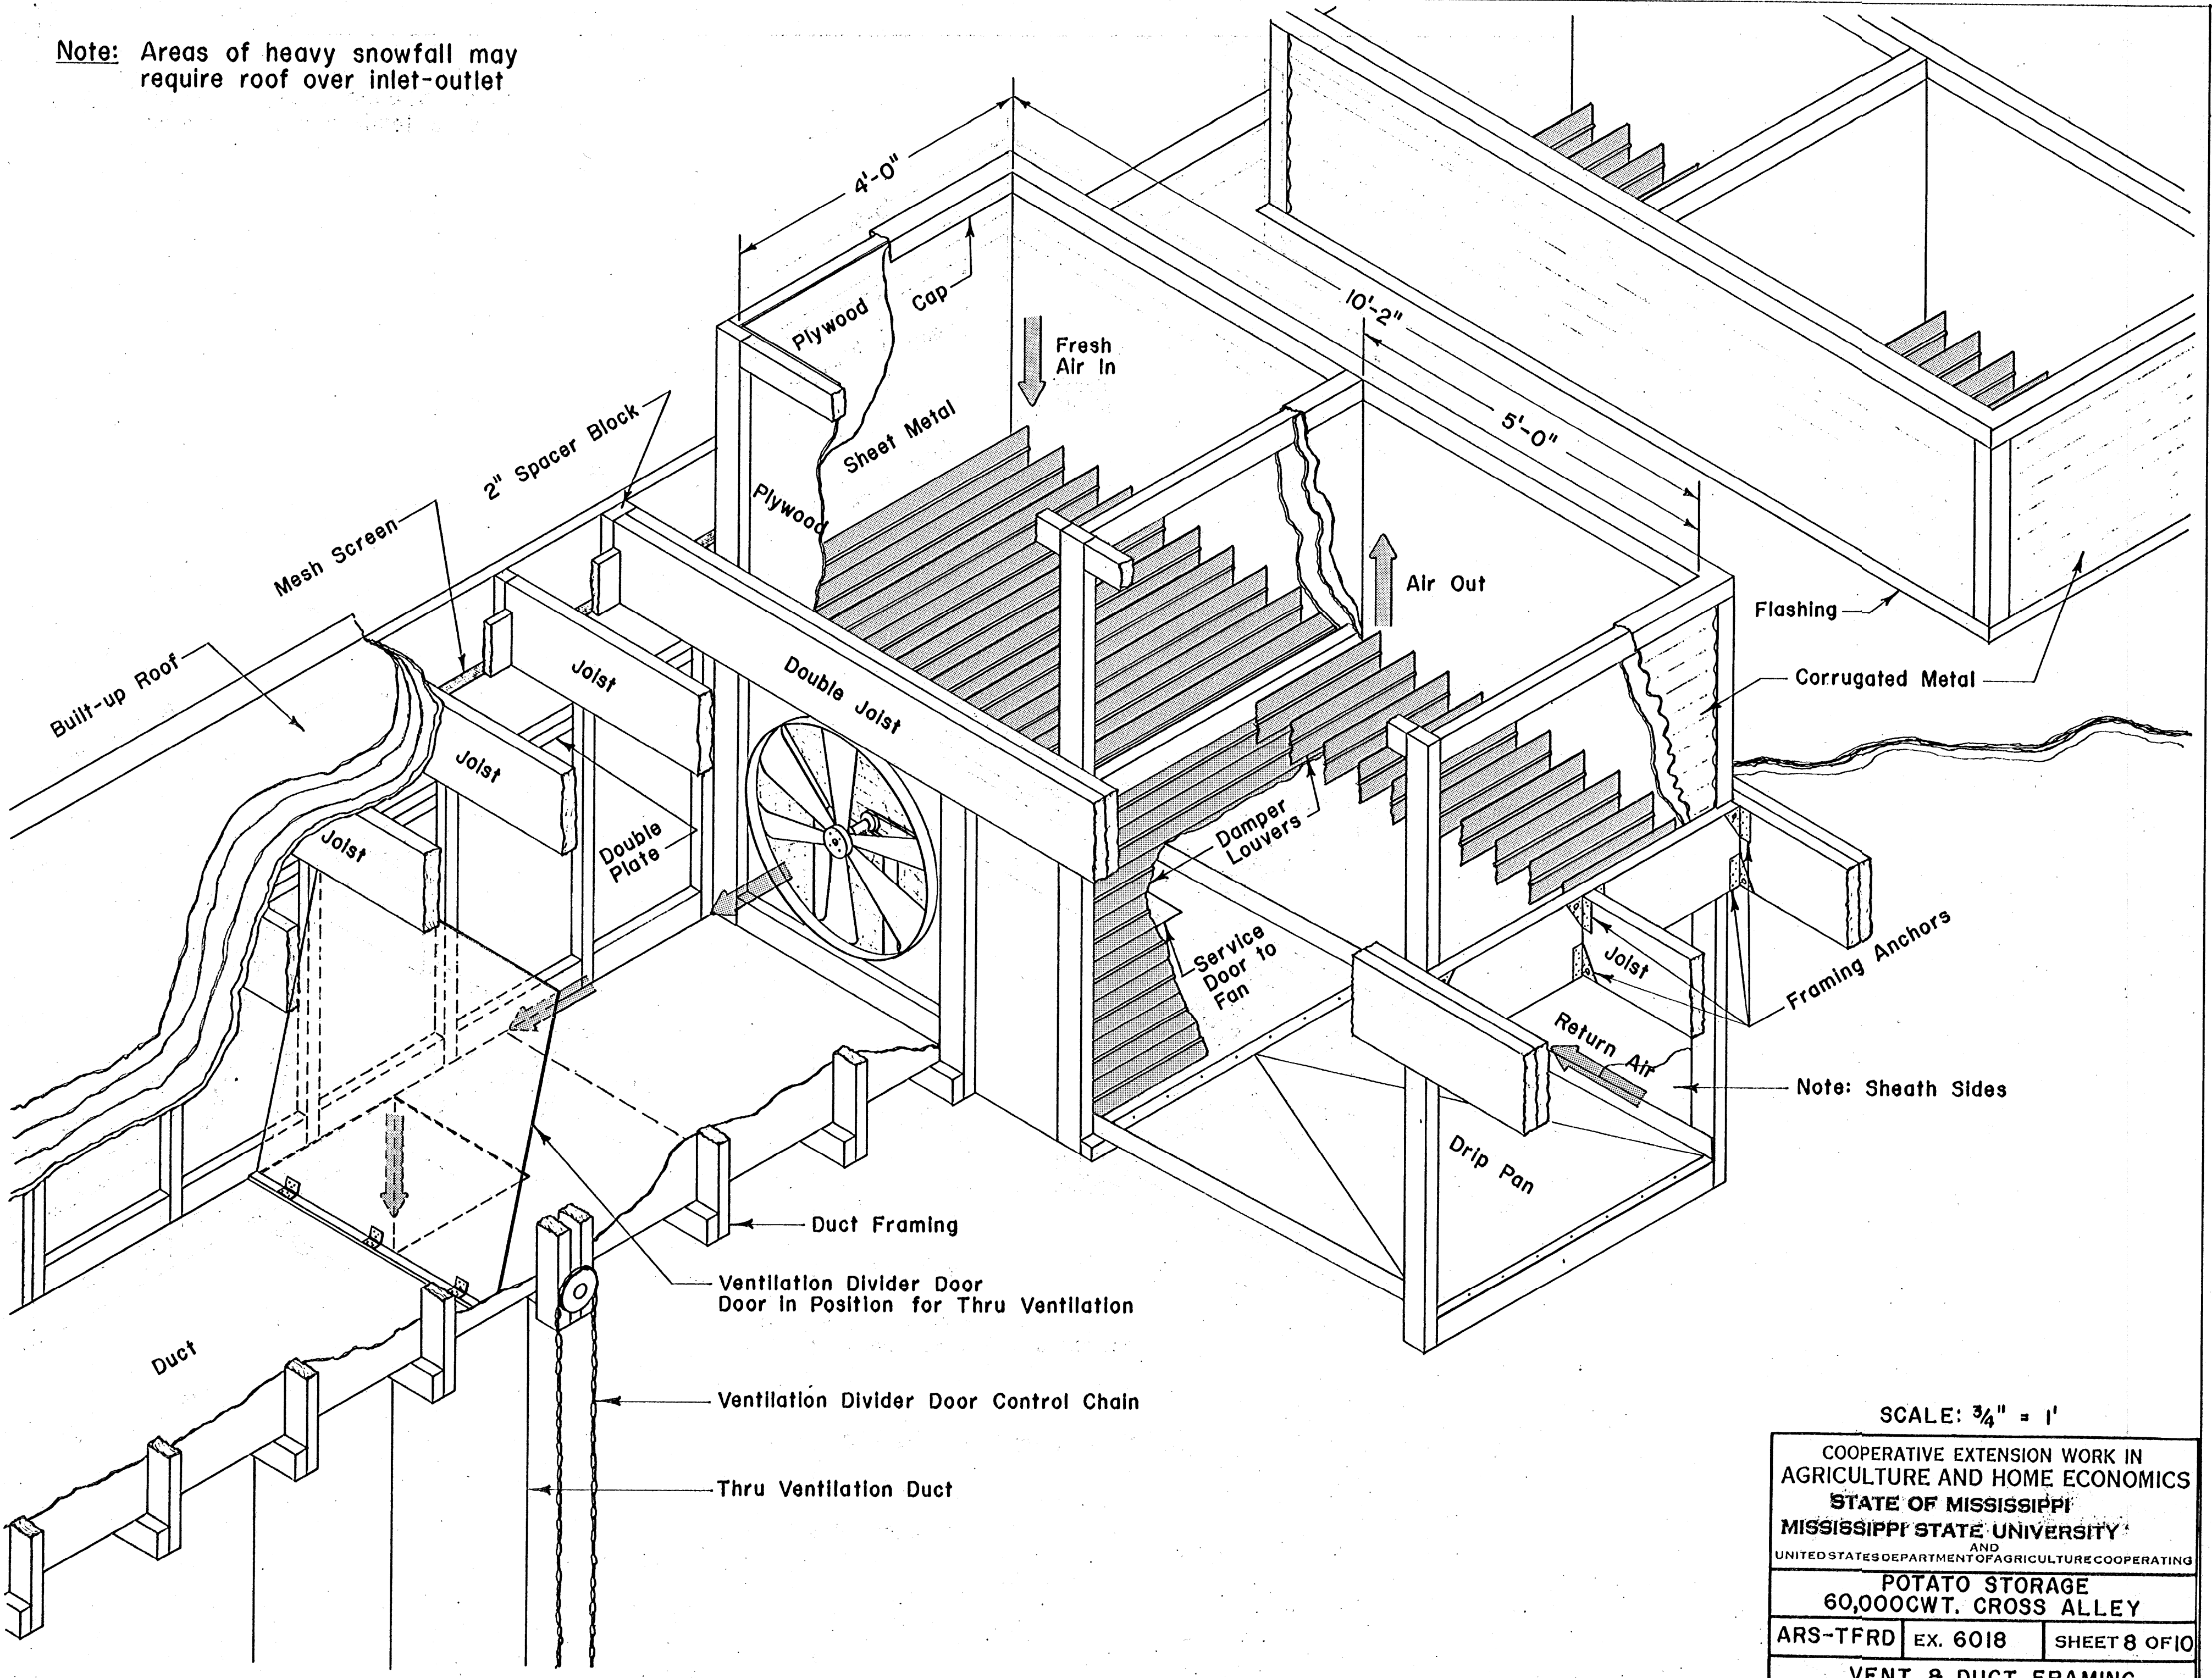 Note: Areas of heavy snowfall may
require roof over inlet-outlet
4'-0"
10'-2"
5'-0"
Plywood
Cap
Fresh
Air In
Sheet Metal
Plywood
2" Spacer Block
Mesh Screen
Built-up Roof
Joist
Joist
Joist
Double Joist
Double
Plate
Air Out
Flashing
Corrugated Metal
Damper
Louvers
Service
Door to
Fan
Joist
Framing Anchors
Return Air
Note: Sheath Sides
Drip Pan
Duct Framing
Ventilation Divider Door
Door in Position for Thru Ventilation
Duct
Ventilation Divider Door Control Chain
Thru Ventilation Duct
SCALE: 3/4" = 1'
COOPERATIVE EXTENSION WORK IN
AGRICULTURE AND HOME ECONOMICS
STATE OF MISSISSIPPI
MISSISSIPPI STATE UNIVERSITY
AND
UNITED STATES DEPARTMENT OF AGRICULTURE COOPERATING
POTATO STORAGE
60,000CWT. CROSS ALLEY
ARS-TFRD EX. 6018 SHEET 8 OF 10
VENT & DUCT FRAMING